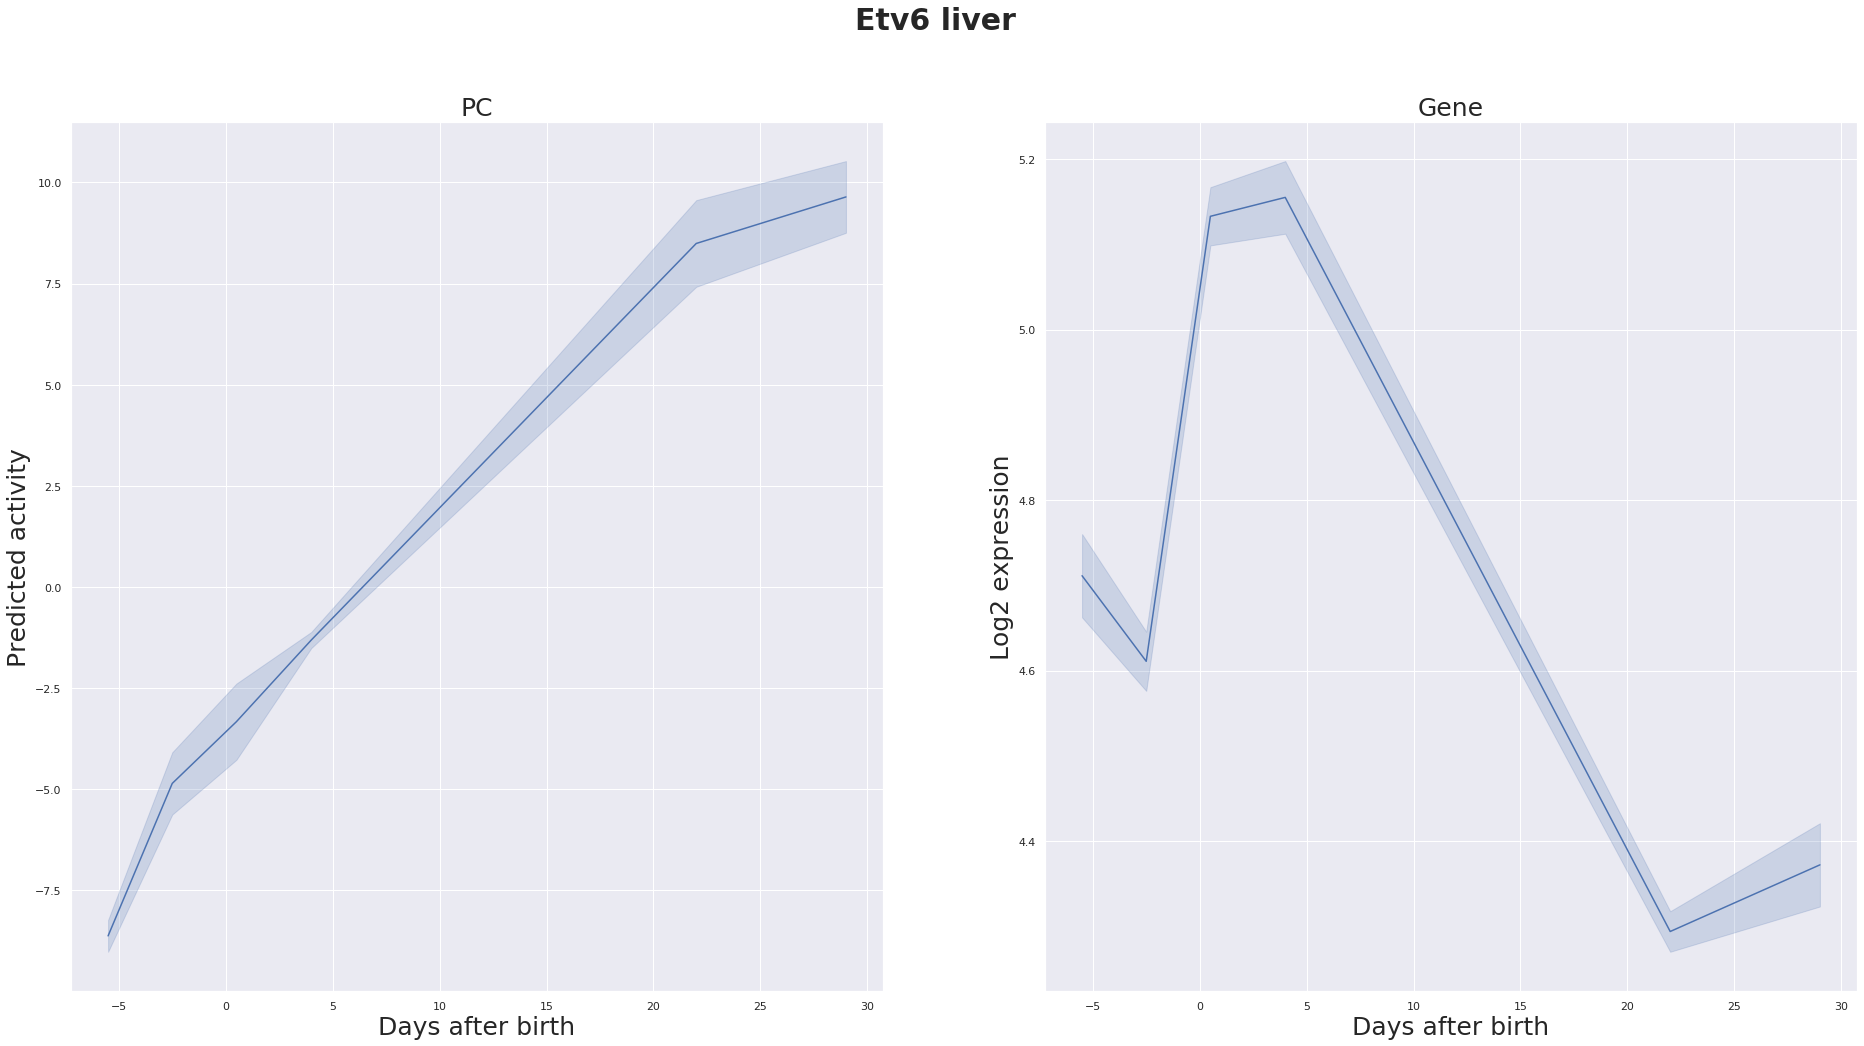 Etv6 liver
PC
Predicted activity
10.0
7.5
5.0
2.5
0.0
−2.5
−5.0
−7.5
−5 0 5 10 15 20 25 30
Days after birth
Gene
Log2 expression
5.2
5.0
4.8
4.6
4.4
−5 0 5 10 15 20 25 30
Days after birth